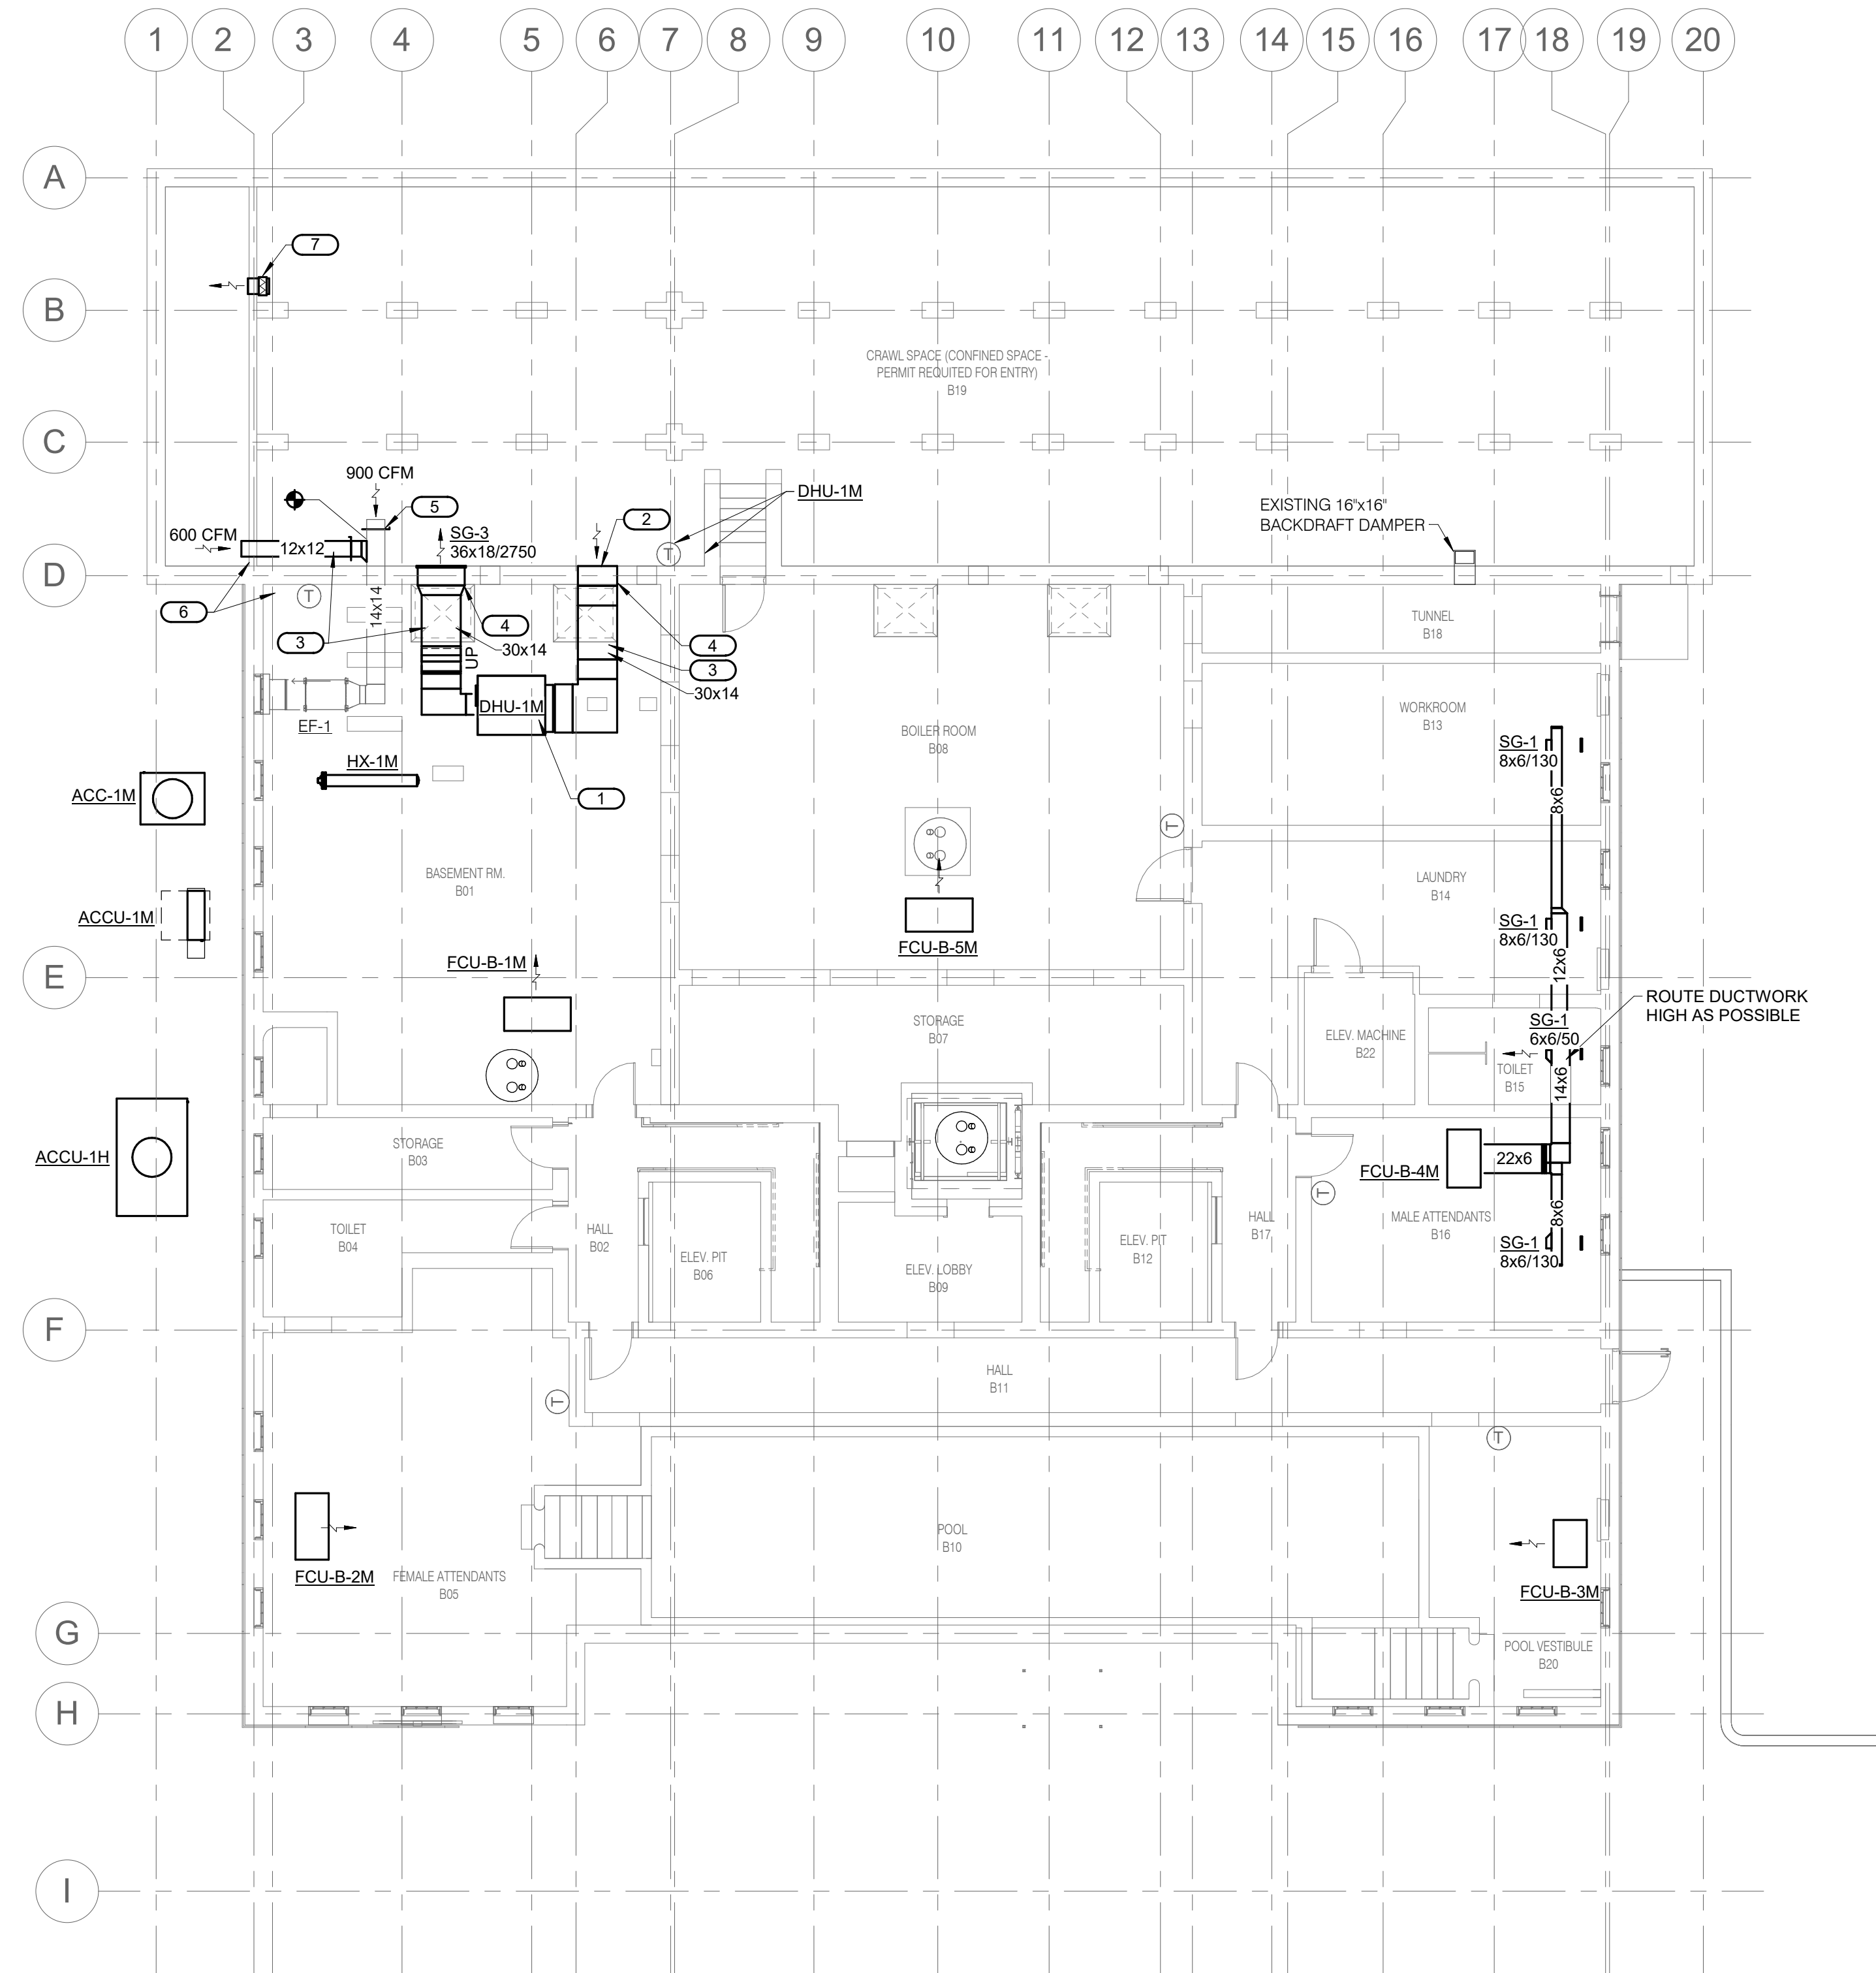 1
2
3
4
5
6
7
8
9
10
11
12
13
14
15
16
17
18
19
20
A
7
B
CRAWL SPACE (CONFINED SPACE -
PERMIT REQUITED FOR ENTRY)
B19
C
900 CFM
5
DHU-1M
2
EXISTING 16"x16"
BACKDRAFT DAMPER
600 CFM
12x12
SG-3
36x18/2750
T
D
6
T
14x14
3
4
30x14
UP
4
3
30x14
TUNNEL
B18
EF-1
DHU-1M
BOILER ROOM
B08
WORKROOM
B13
SG-1
8x6/130
8x6
HX-1M
ACC-1M
1
T
BASEMENT RM.
B01
LAUNDRY
B14
ACCU-1M
SG-1
8x6/130
12x6
FCU-B-1M
FCU-B-5M
E
ROUTE DUCTWORK
HIGH AS POSSIBLE
STORAGE
B07
ELEV. MACHINE
B22
SG-1
6x6/50
TOILET
B15
14x6
ACCU-1H
STORAGE
B03
FCU-B-4M
22x6
T
TOILET
B04
HALL
B02
ELEV. PIT
B06
ELEV. LOBBY
B09
ELEV. PIT
B12
HALL
B17
MALE ATTENDANTS
B16
8x6
SG-1
8x6/130
F
HALL
B11
T
T
POOL
B10
FCU-B-2M
FEMALE ATTENDANTS
B05
FCU-B-3M
G
POOL VESTIBULE
B20
H
I